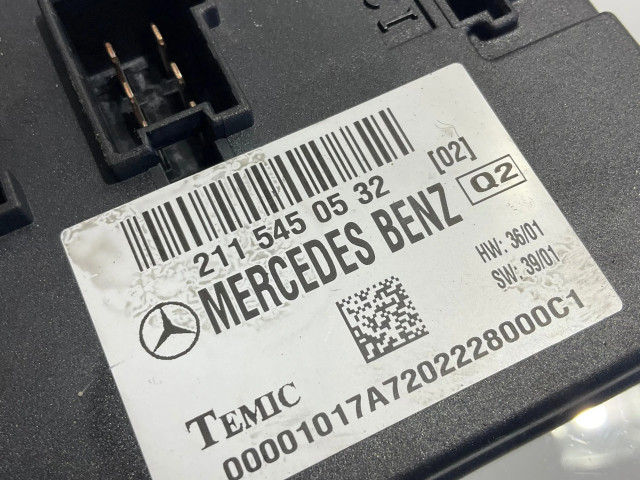 211 545 05 32 [02]
MERCEDES BENZ Q2
HW: 36/01
SW: 39/01
TEMIC
00001017A7202228000C1